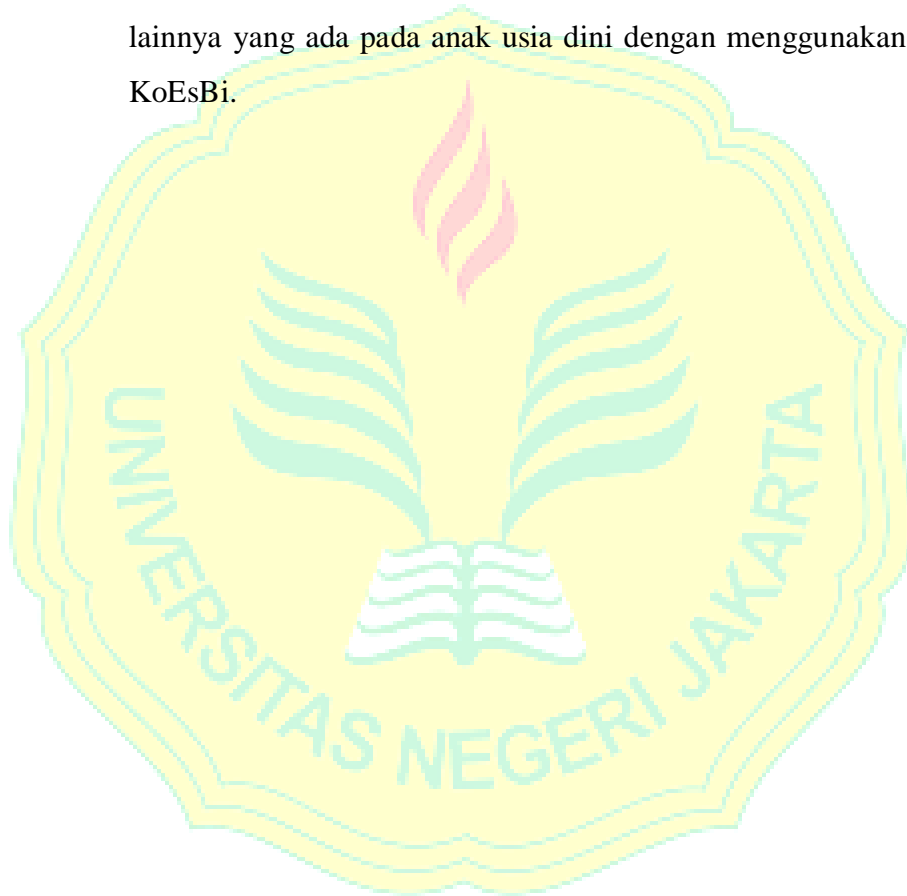 lainnya yang ada pada anak usia dini dengan menggunakan
KoEsBi.
UNIVERSITAS NEGERI JAKARTA